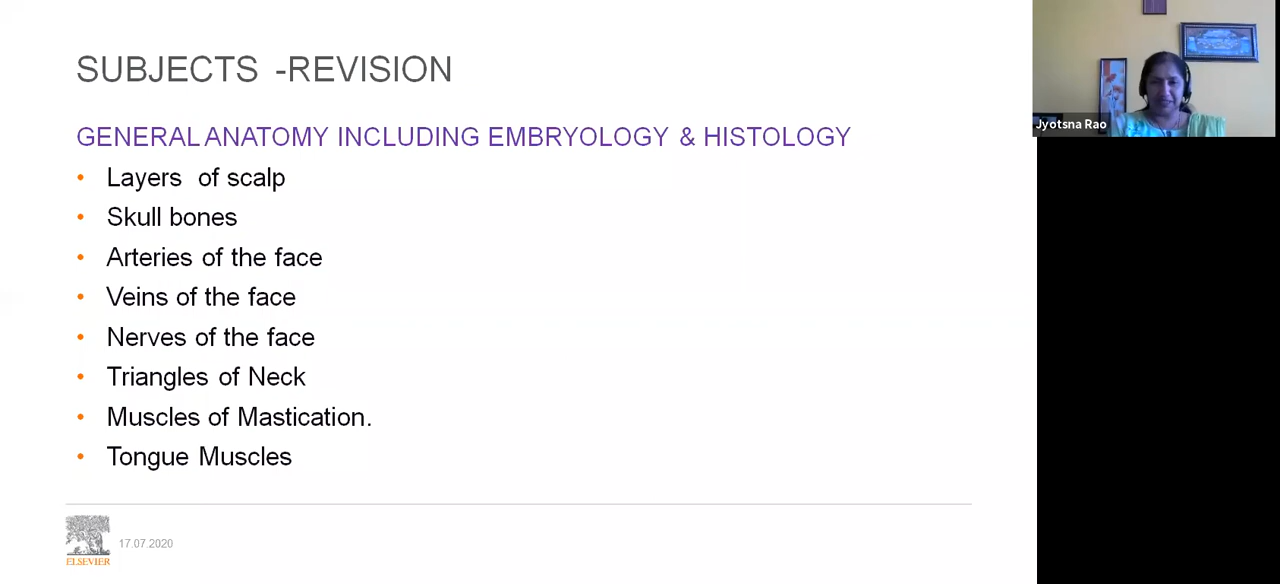 SUBJECTS -REVISION
GENERAL ANATOMY INCLUDING EMBRYOLOGY & HISTOLOGY
• Layers of scalp
• Skull bones
• Arteries of the face
• Veins of the face
• Nerves of the face
• Triangles of Neck
• Muscles of Mastication.
• Tongue Muscles
ELSEVIER
17.07.2020
Jyotsna Rao